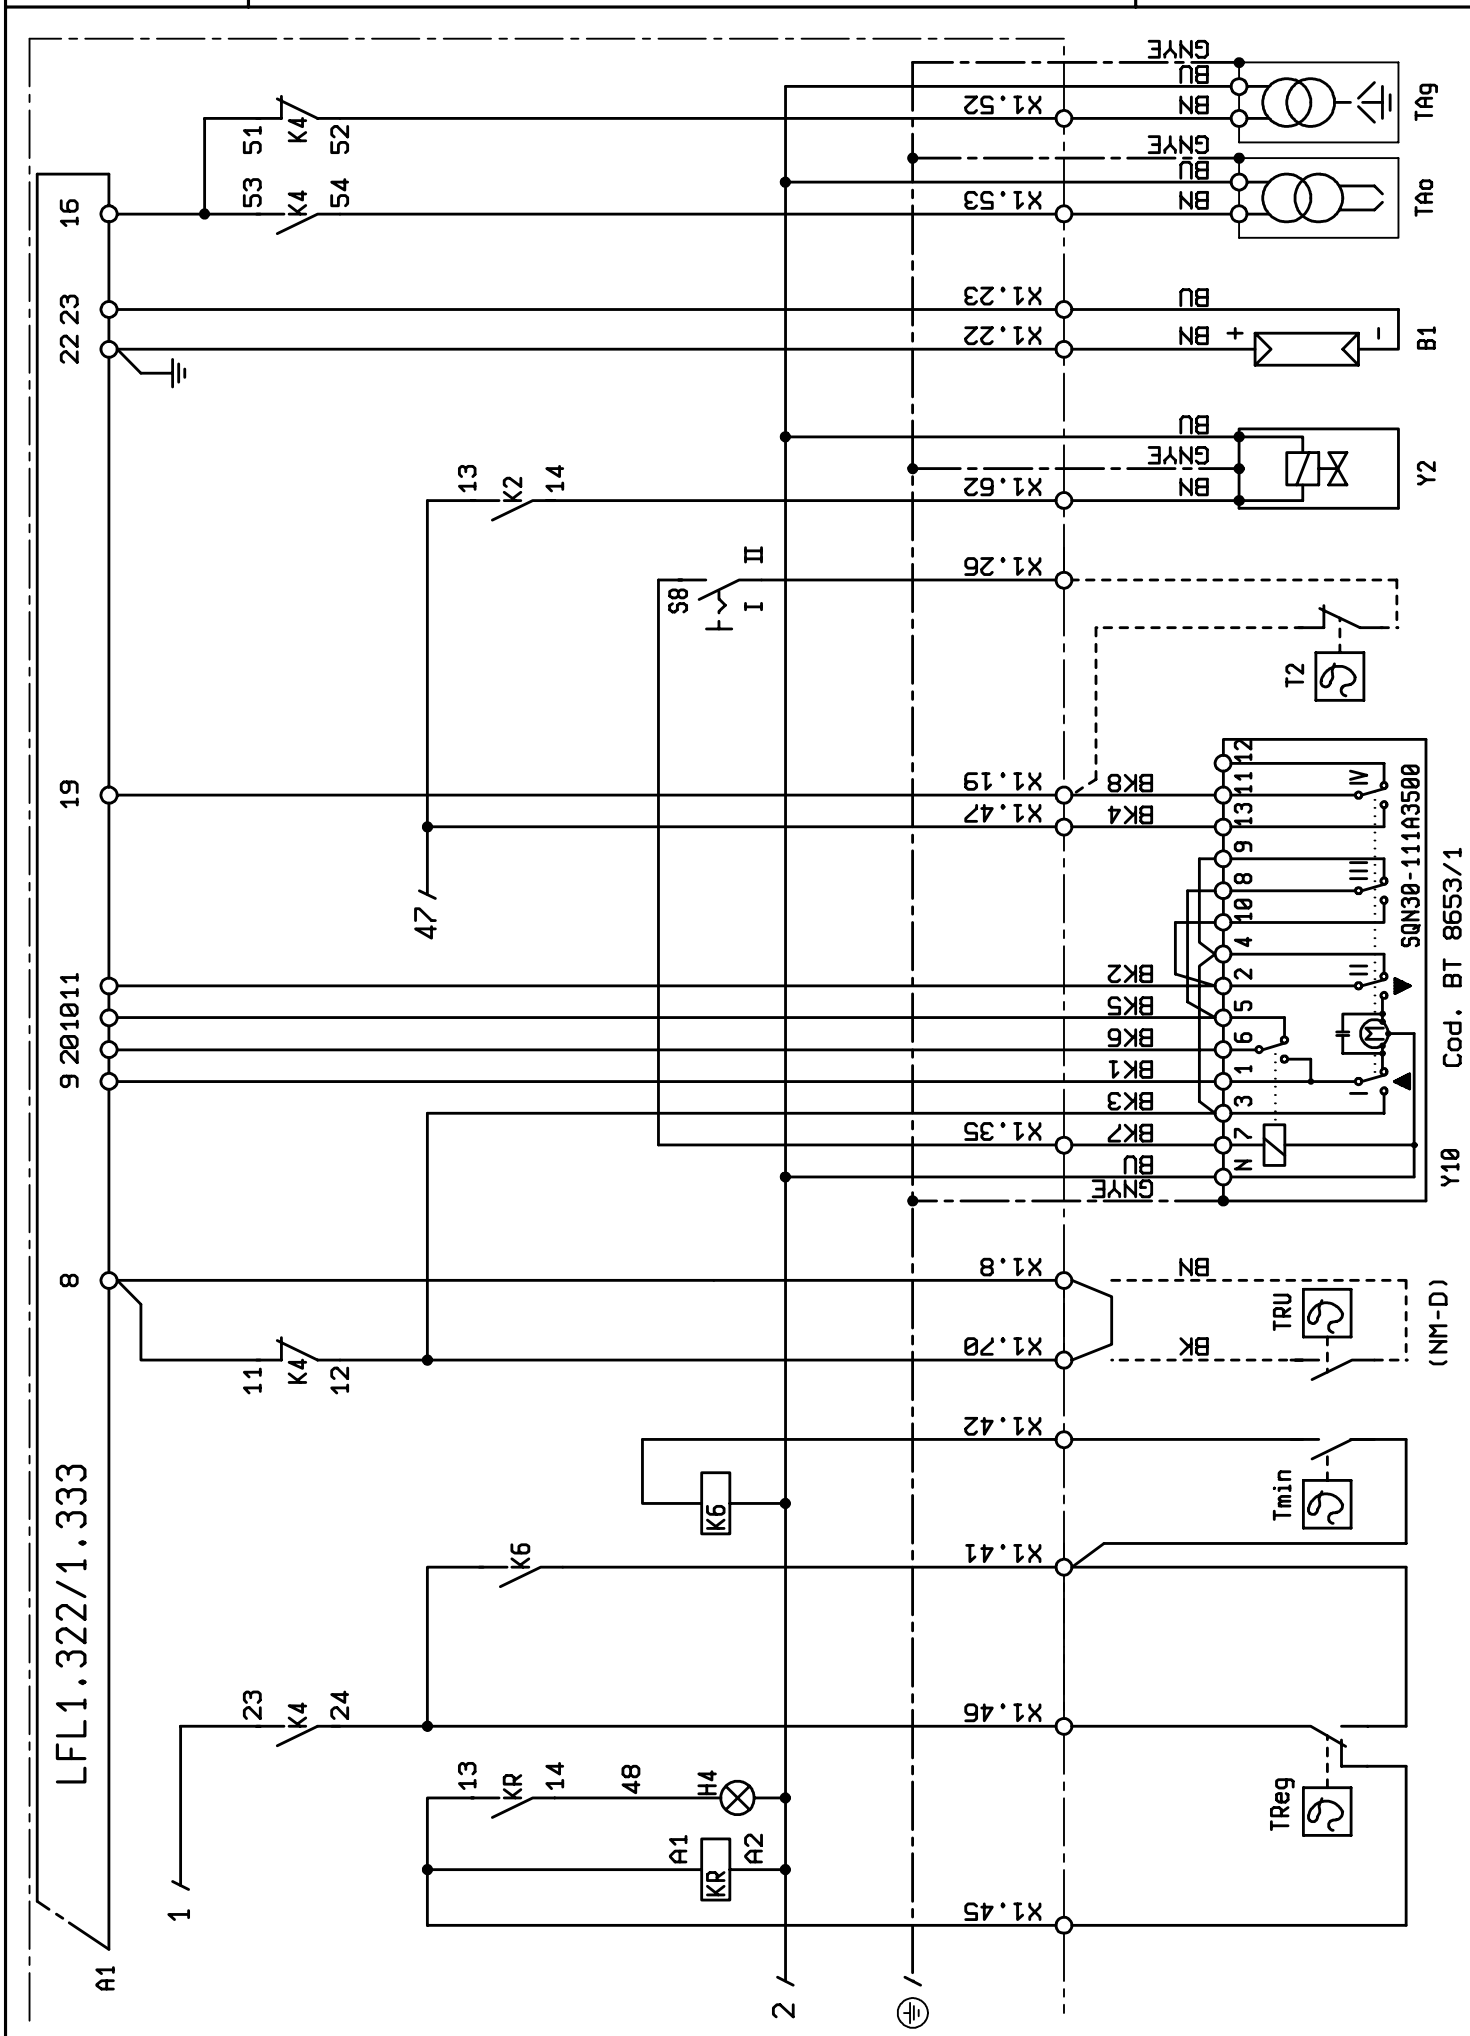 GNYE
BU
X1.52
BN
51
K4
52
TAg
GNYE
BU
X1.53
BN
16
53
K4
54
TAo
23
X1.23
BU
22
X1.22
BN
+
-
B1
BU
GNYE
13
K2
14
X1.62
BN
Y2
X1.26
S8
I
II
T2
19
X1.19
BK8
X1.47
BK4
47
12
11
13
9
8
10
4
2
5
6
1
3
7
N
IV
III
II
I
M
SQN30-111A3500
Cod. BT 8653/1
Y10
11
BK2
10
BK5
20
BK6
9
BK1
BK3
X1.35
BK7
BU
GNYE
8
X1.8
BN
TRU
11
K4
12
X1.70
BK
(NM-D)
X1.42
K6
Tmin
K6
X1.41
LFL1.322/1.333
23
K4
24
X1.46
1
13
KR
14
48
H4
A1
KR
A2
TReg
X1.45
A1
2